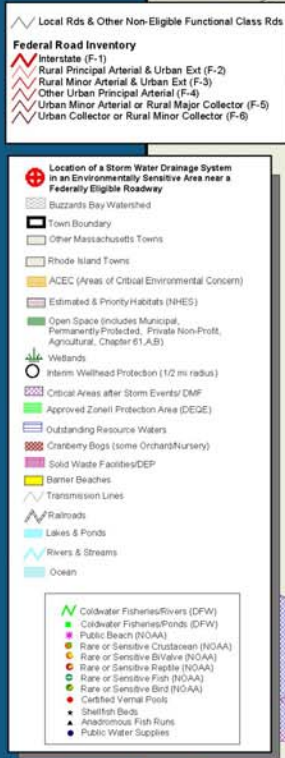 Local Rds & Other Non-Eligible Functional Class Rds
Federal Road Inventory
Interstate (F-1)
Rural Principal Arterial & Urban Ext (F-2)
Rural Minor Arterial & Urban Ext (F-3)
Other Urban Principal Arterial (F-4)
Urban Minor Arterial or Rural Major Collector (F-5)
Urban Collector or Rural Minor Collector (F-6)
Location of a Storm Water Drainage System
in an Environmentally Sensitive Area near a
Federally Eligible Roadway
Buzzards Bay Watershed
Town Boundary
Other Massachusetts Towns
Rhode Island Towns
ACEC (Areas of Critical Environmental Concern)
Estimated & Priority Habitats (NHES)
Open Space (includes Municipal,
Permanently Protected, Private Non-Profit,
Agricultural, Chapter 61,A,B)
Wetlands
Interim Wellhead Protection (1/2 mi radius)
Critical Areas after Storm Events/ DMF
Approved ZoneII Protection Area (DEQE)
Outstanding Resource Waters
Cranberry Bogs (some Orchard/Nursery)
Solid Waste Facilities/DEP
Barrier Beaches
Transmission Lines
Railroads
Lakes & Ponds
Rivers & Streams
Ocean
Coldwater Fisheries/Rivers (DFW)
Coldwater Fisheries/Ponds (DFW)
Public Beach (NOAA)
Rare or Sensitive Crustacean (NOAA)
Rare or Sensitive BiValve (NOAA)
Rare or Sensitive Reptile (NOAA)
Rare or Sensitive Fish (NOAA)
Rare or Sensitive Bird (NOAA)
Certified Vernal Pools
Shellfish Beds
Anadromous Fish Runs
Public Water Supplies